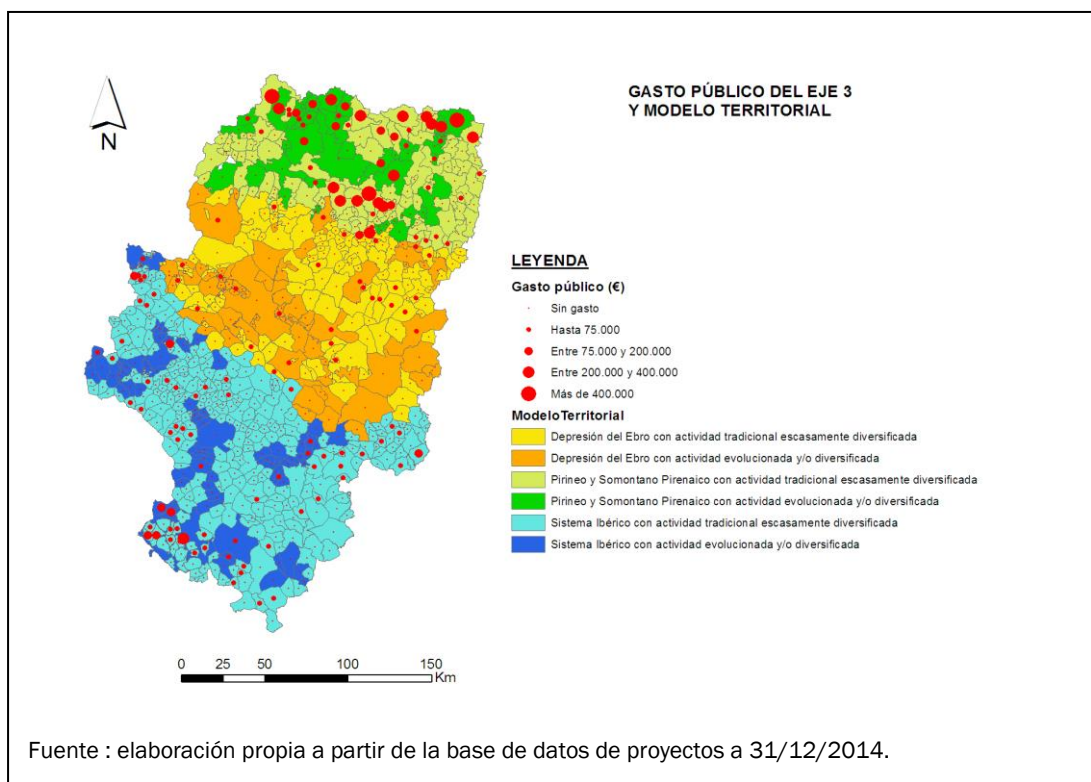 GASTO PÚBLICO DEL EJE 3
Y MODELO TERRITORIAL
N
LEYENDA
Gasto público (€)
Sin gasto
Hasta 75.000
Entre 75.000 y 200.000
Entre 200.000 y 400.000
Más de 400.000
ModeloTerritorial
Depresión del Ebro con actividad tradicional escasamente diversificada
Depresión del Ebro con actividad evolucionada y/o diversificada
Pirineo y Somontano Pirenaico con actividad tradicional escasamente diversificada
Pirineo y Somontano Pirenaico con actividad evolucionada y/o diversificada
Sistema Ibérico con actividad tradicional escasamente diversificada
Sistema Ibérico con actividad evolucionada y/o diversificada
0 25 50 100 150
Km
Fuente : elaboración propia a partir de la base de datos de proyectos a 31/12/2014.